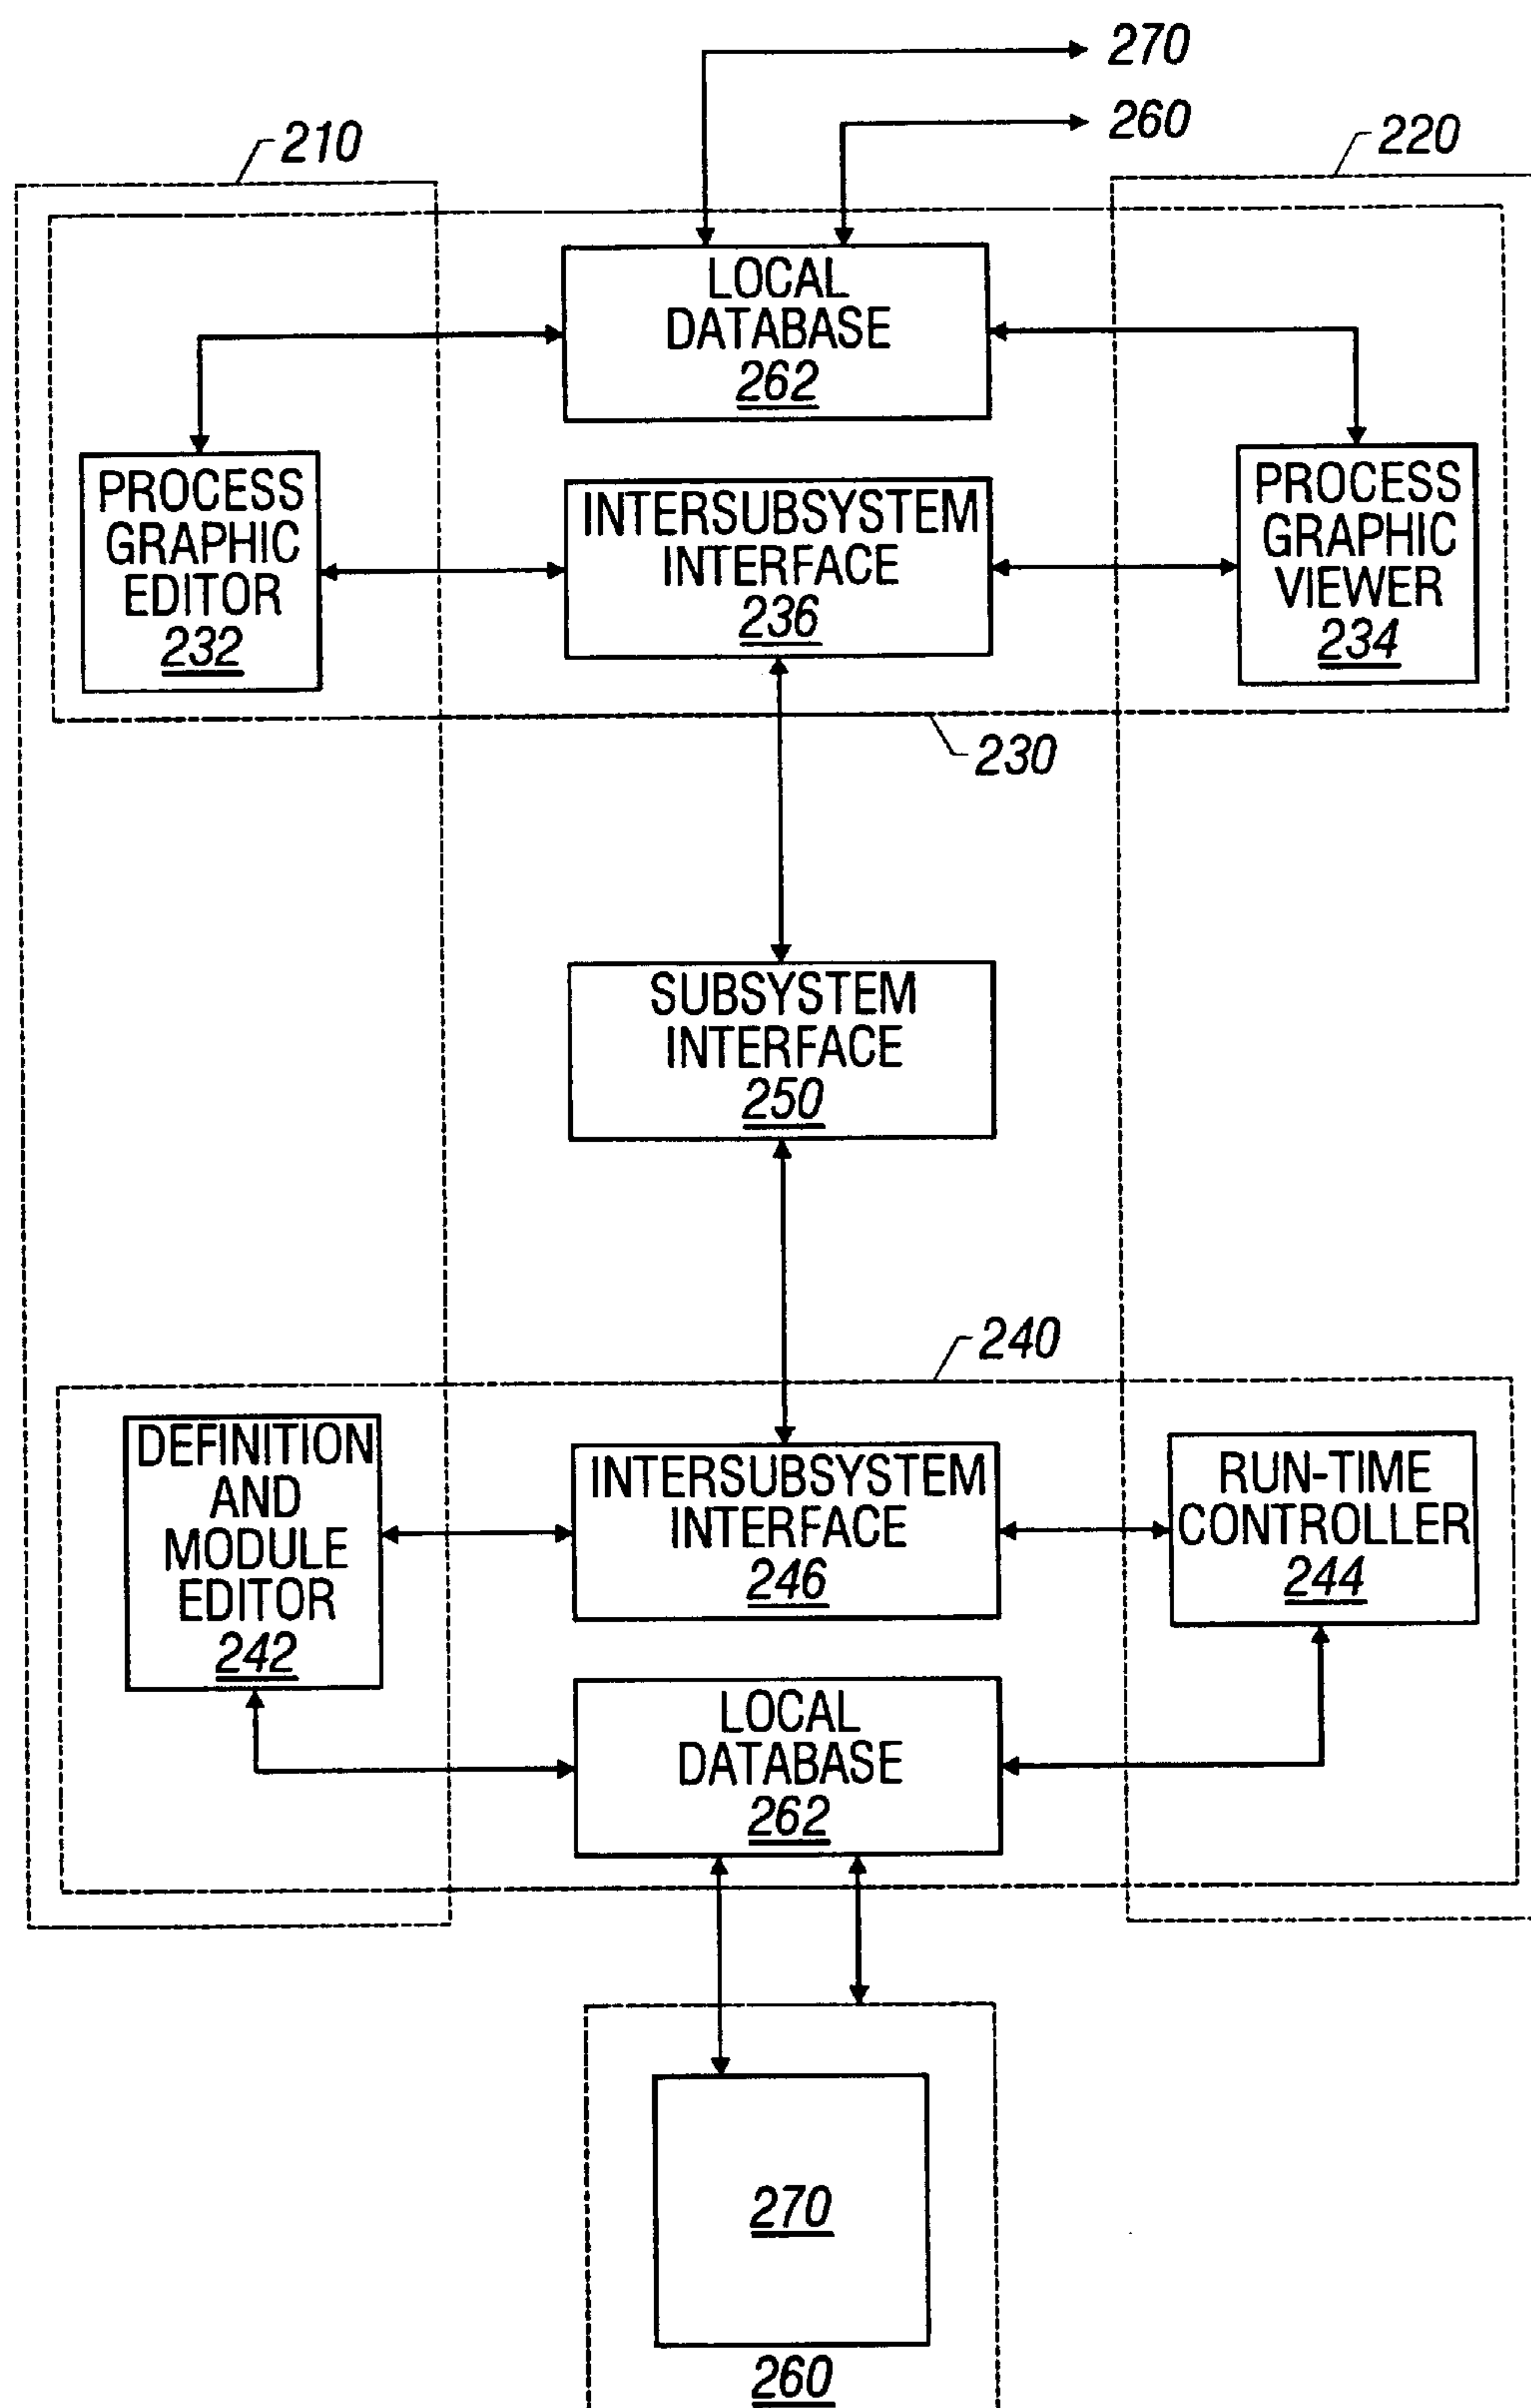 270
260
210
220
LOCAL
DATABASE
262
PROCESS
GRAPHIC
EDITOR
232
INTERSUBSYSTEM
INTERFACE
236
PROCESS
GRAPHIC
VIEWER
234
230
SUBSYSTEM
INTERFACE
250
240
DEFINITION
AND
MODULE
EDITOR
242
INTERSUBSYSTEM
INTERFACE
246
RUN-TIME
CONTROLLER
244
LOCAL
DATABASE
262
270
260